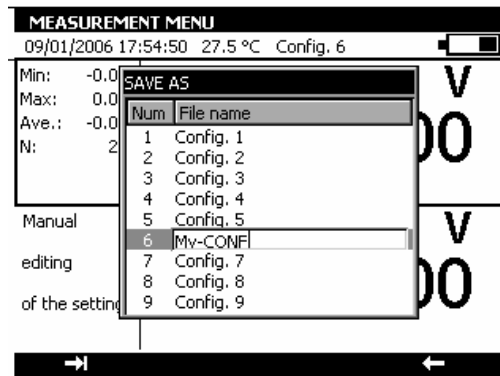 MEASUREMENT MENU
09/01/2006 17:54:50 27.5 °C Config. 6
Min: -0.0
Max: 0.0
Ave.: -0.0
N: 2
V
00
SAVE AS
Num File name
1 Config. 1
2 Config. 2
3 Config. 3
4 Config. 4
5 Config. 5
6 My-CONF
7 Config. 7
8 Config. 8
9 Config. 9
Manual
editing
of the setting
V
00